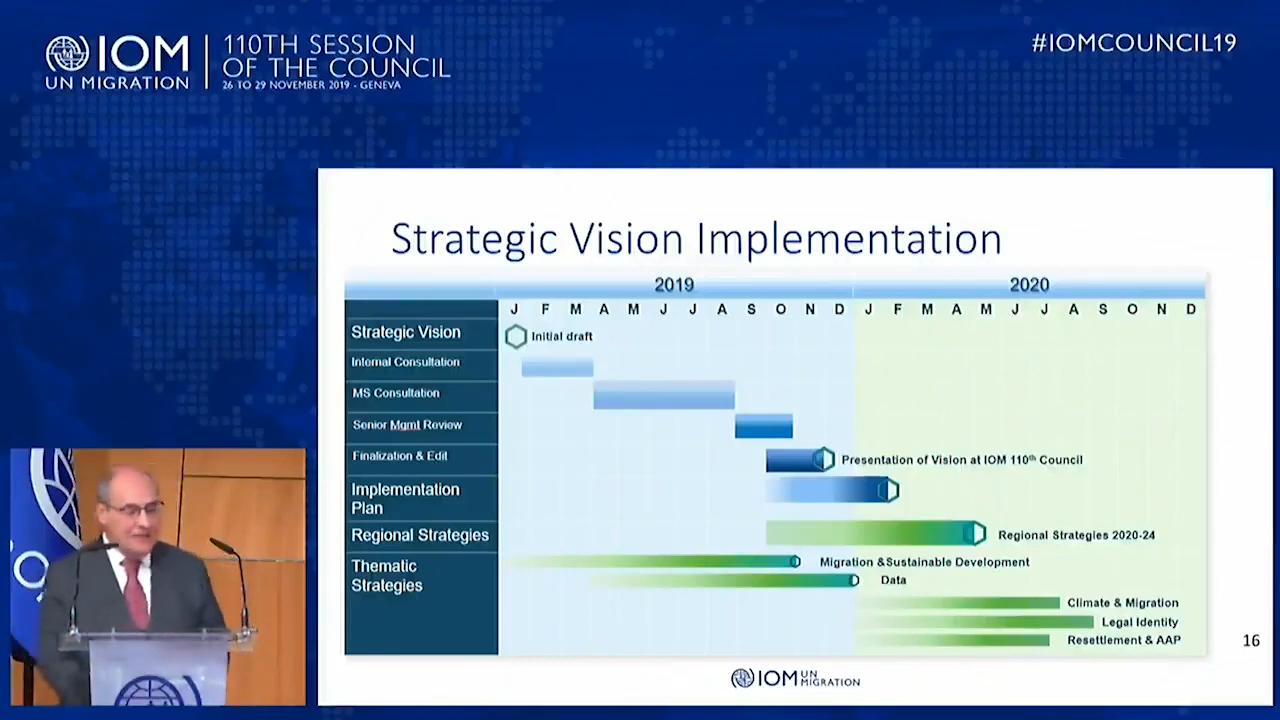 IOM
UN MIGRATION
110TH SESSION
OF THE COUNCIL
26 TO 29 NOVEMBER 2019 - GENEVA
#IOMCOUNCIL19
Strategic Vision Implementation
2019 2020
J F M A M J J A S O N D J F M A M J J A S O N D
Strategic Vision
Initial draft
Internal Consultation
MS Consultation
Senior Mgmt Review
Finalization & Edit
Presentation of Vision at IOM 110th Council
Implementation
Plan
Regional Strategies
Regional Strategies 2020-24
Thematic
Strategies
Migration &Sustainable Development
Data
Climate & Migration
Legal Identity
Resettlement & AAP
16
IOM UN
MIGRATION